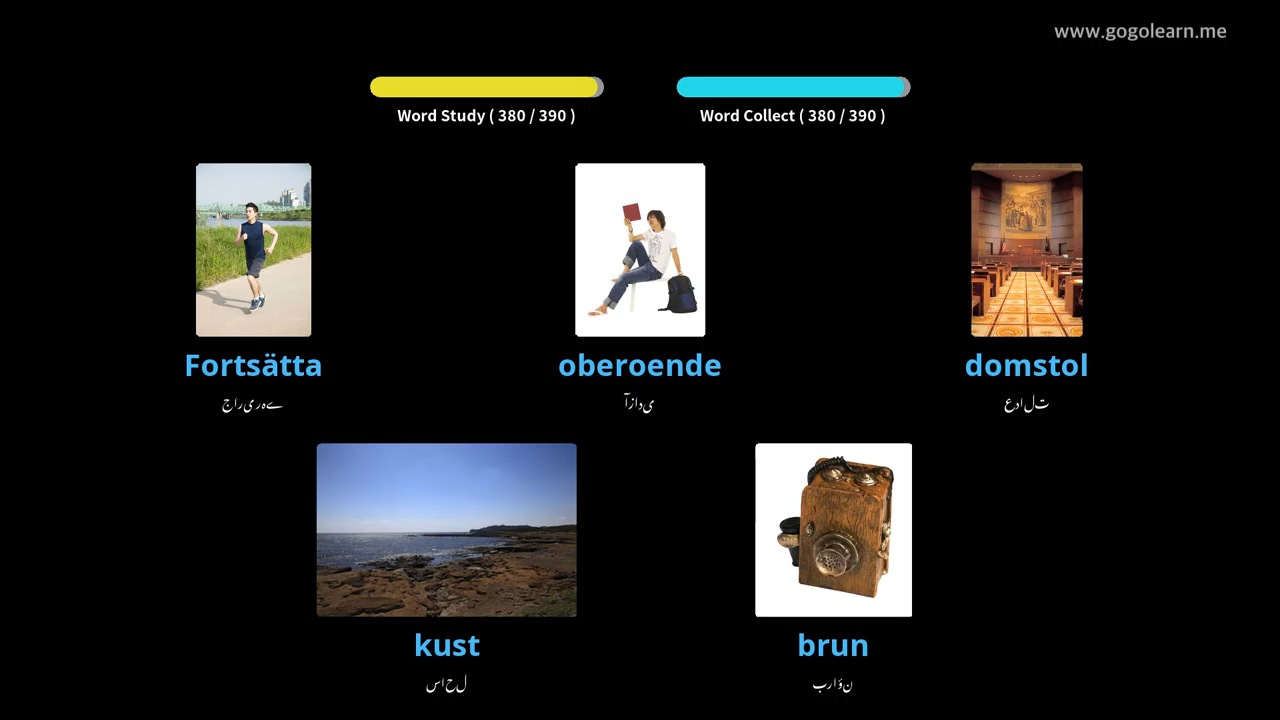 www.gogolearn.me
Word Study ( 380 / 390 )
Word Collect ( 380 / 390 )
Fortsätta
جاری رہے
oberoende
آزادی
domstol
عدالت
kust
ساحل
brun
براؤن